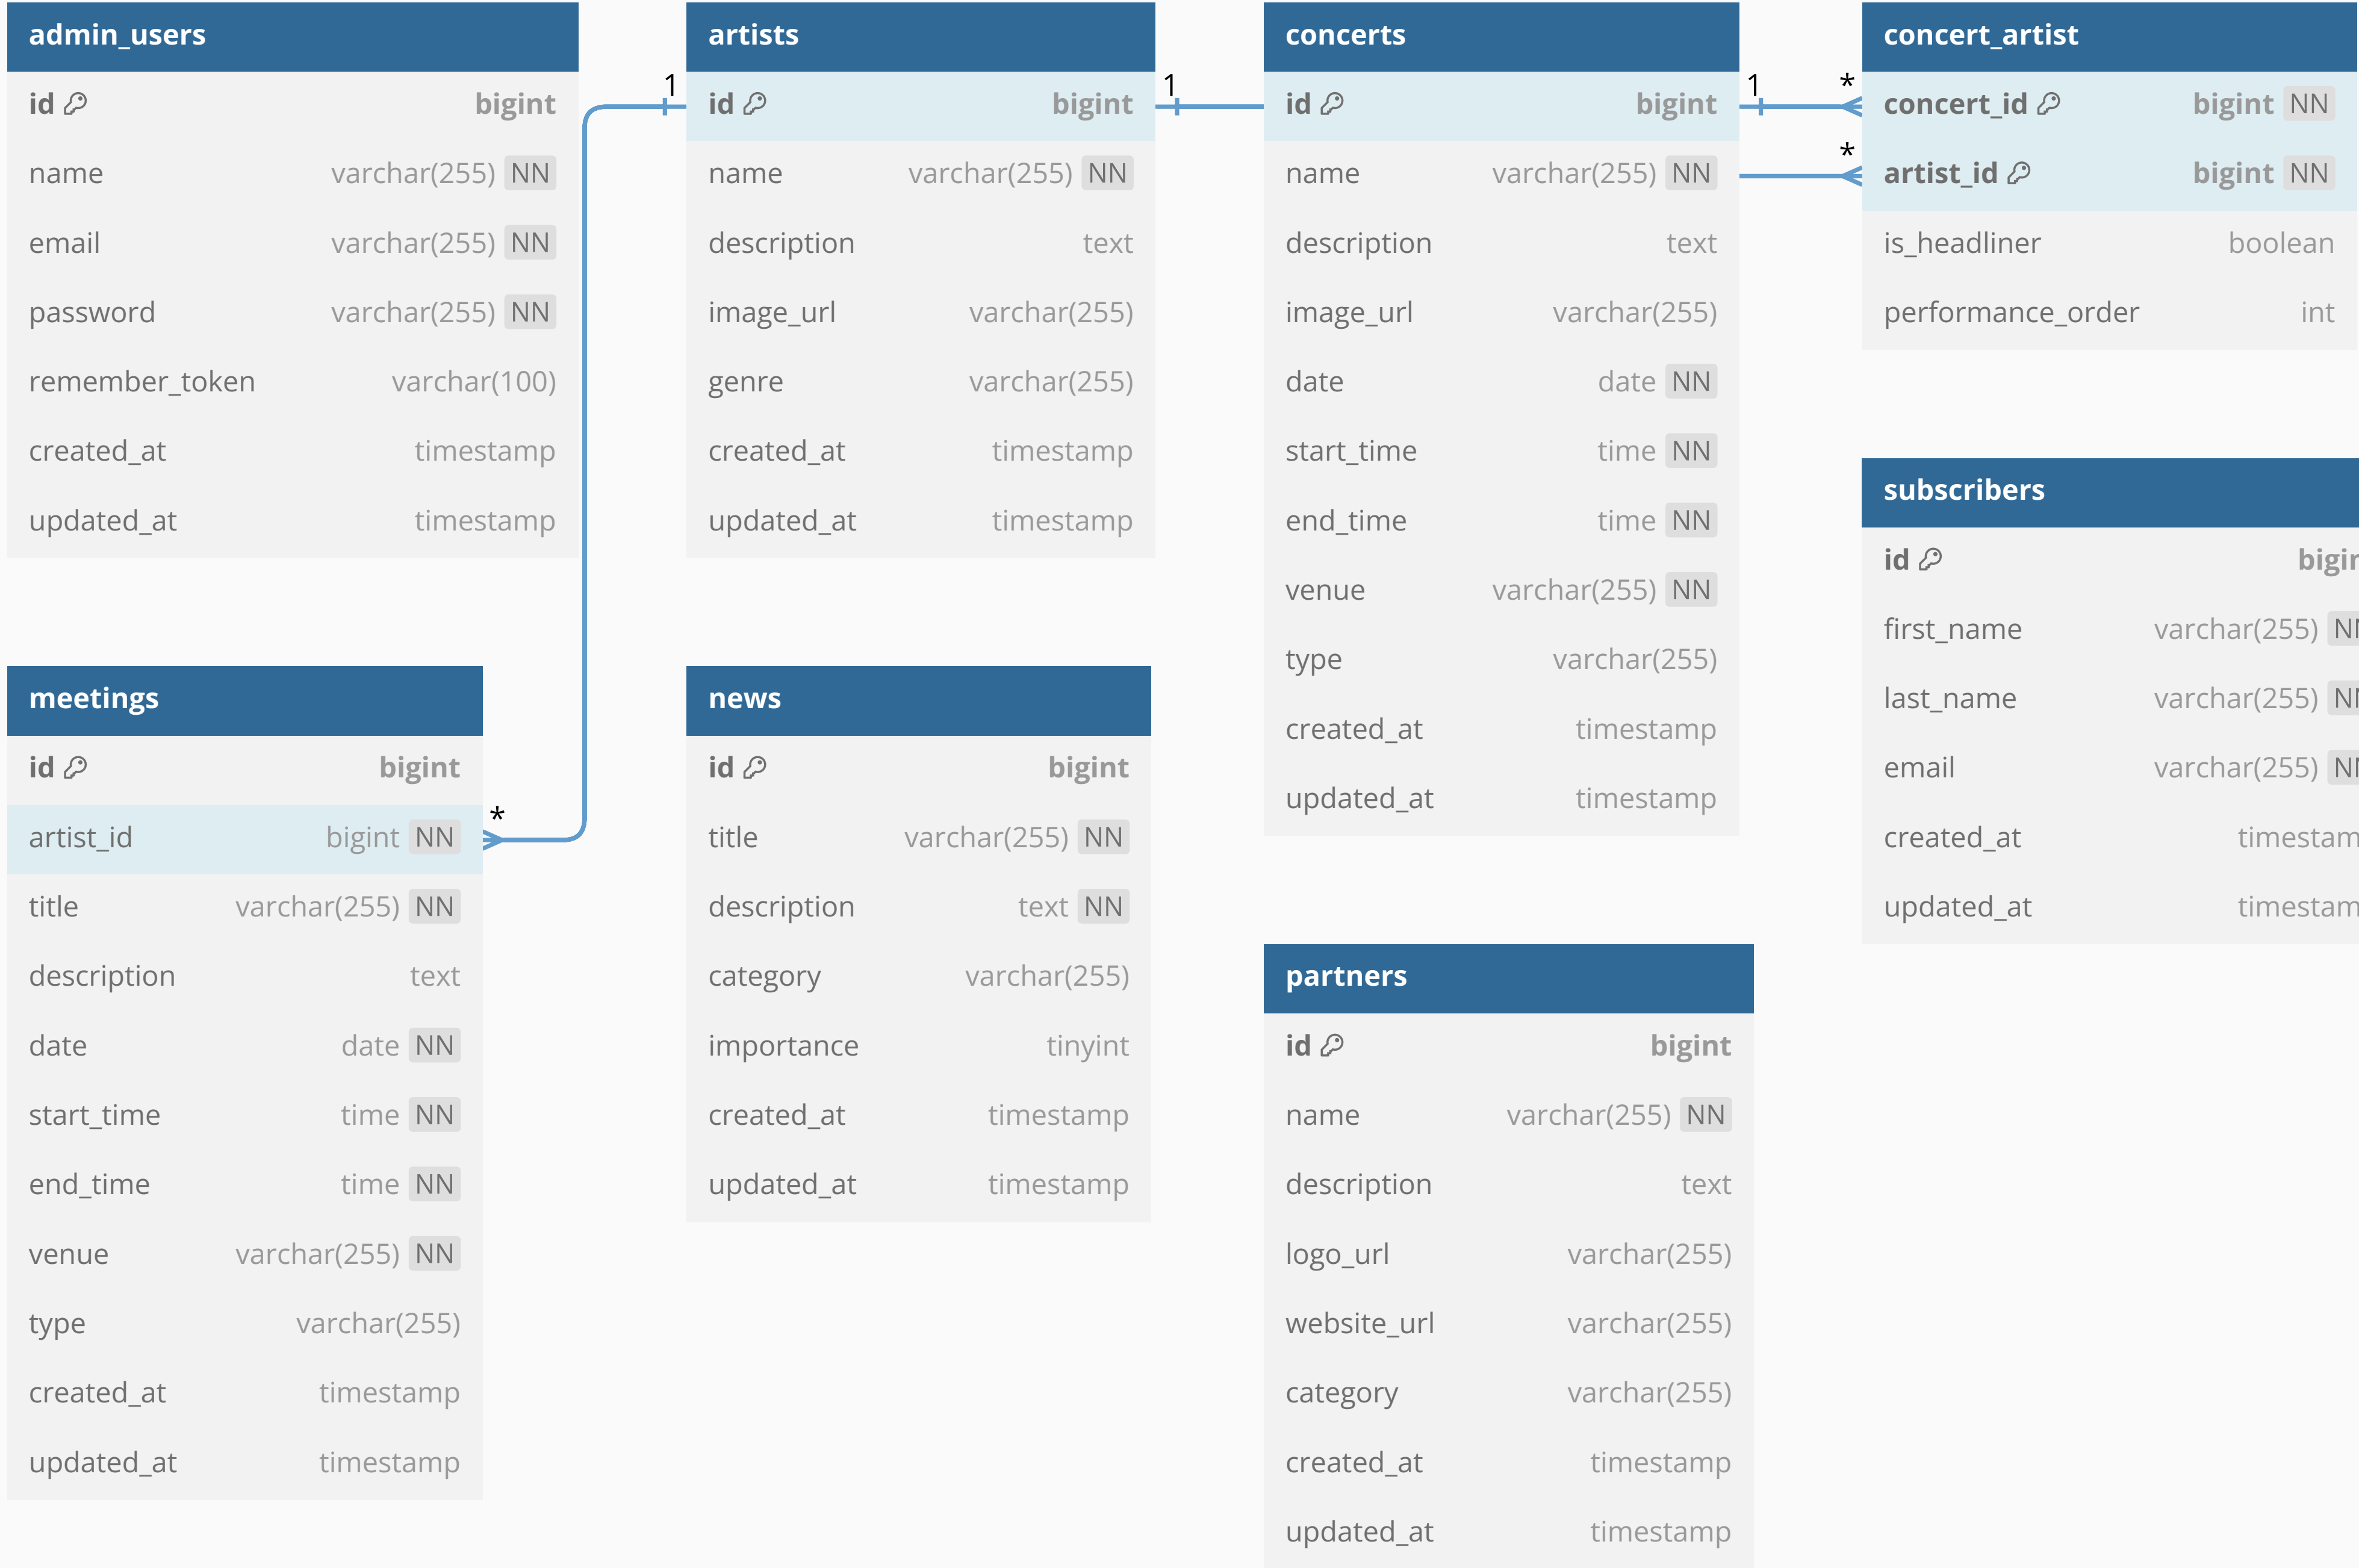 admin_users
id bigint
name varchar(255) NN
email varchar(255) NN
password varchar(255) NN
remember_token varchar(100)
created_at timestamp
updated_at timestamp
1
artists
id bigint
name varchar(255) NN
description text
image_url varchar(255)
genre varchar(255)
created_at timestamp
updated_at timestamp
1
concerts
id bigint
name varchar(255) NN
description text
image_url varchar(255)
date date NN
start_time time NN
end_time time NN
venue varchar(255) NN
type varchar(255)
created_at timestamp
updated_at timestamp
1
*
*
concert_artist
concert_id bigint NN
artist_id bigint NN
is_headliner boolean
performance_order int
subscribers
id
first_name varchar(255)
last_name varchar(255)
email varchar(255)
created_at
updated_at
meetings
id bigint
artist_id bigint NN
*
title varchar(255) NN
description text
date date NN
start_time time NN
end_time time NN
venue varchar(255) NN
type varchar(255)
created_at timestamp
updated_at timestamp
news
id bigint
title varchar(255) NN
description text NN
category varchar(255)
importance tinyint
created_at timestamp
updated_at timestamp
partners
id bigint
name varchar(255) NN
description text
logo_url varchar(255)
website_url varchar(255)
category varchar(255)
created_at timestamp
updated_at timestamp